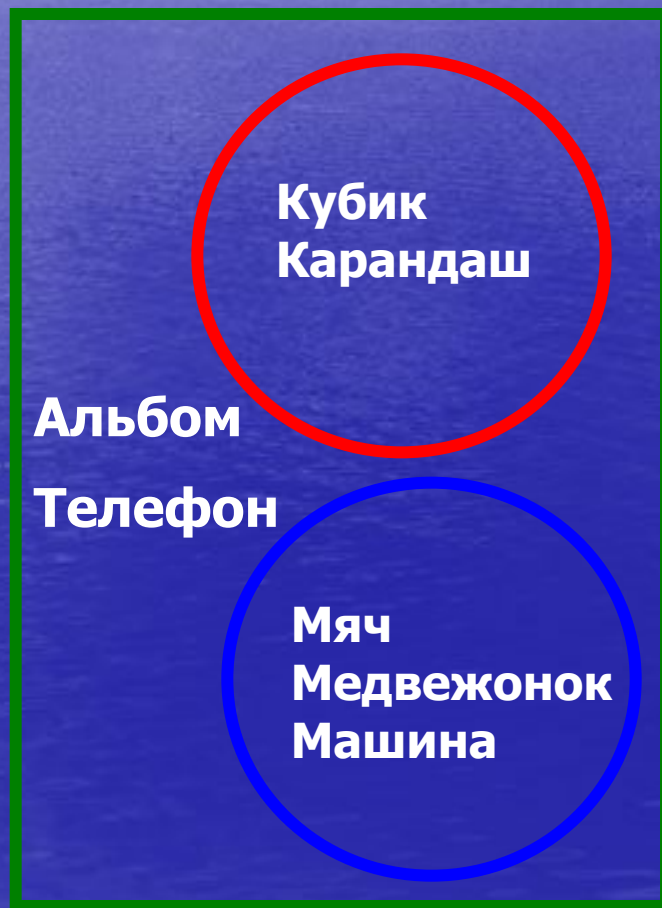 Кубик
Карандаш
Альбом
Телефон
Мяч
Медвежонок
Машина